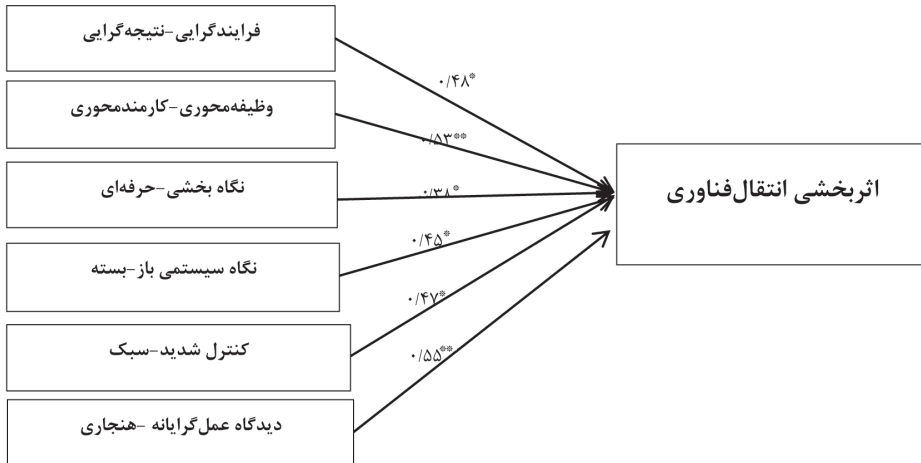 فرایندگرایی-نتیجه‌گرایی
۰/۴۸*
وظیفه‌محوری-کارمندمحوری
۰/۵۳**
نگاه بخشی-حرفه‌ای
۰/۳۸*
اثربخشی انتقال‌فناوری
نگاه سیستمی باز-بسته
۰/۴۵*
کنترل شدید-سبک
۰/۴۷*
دیدگاه عمل‌گرایانه -هنجاری
۰/۵۵**